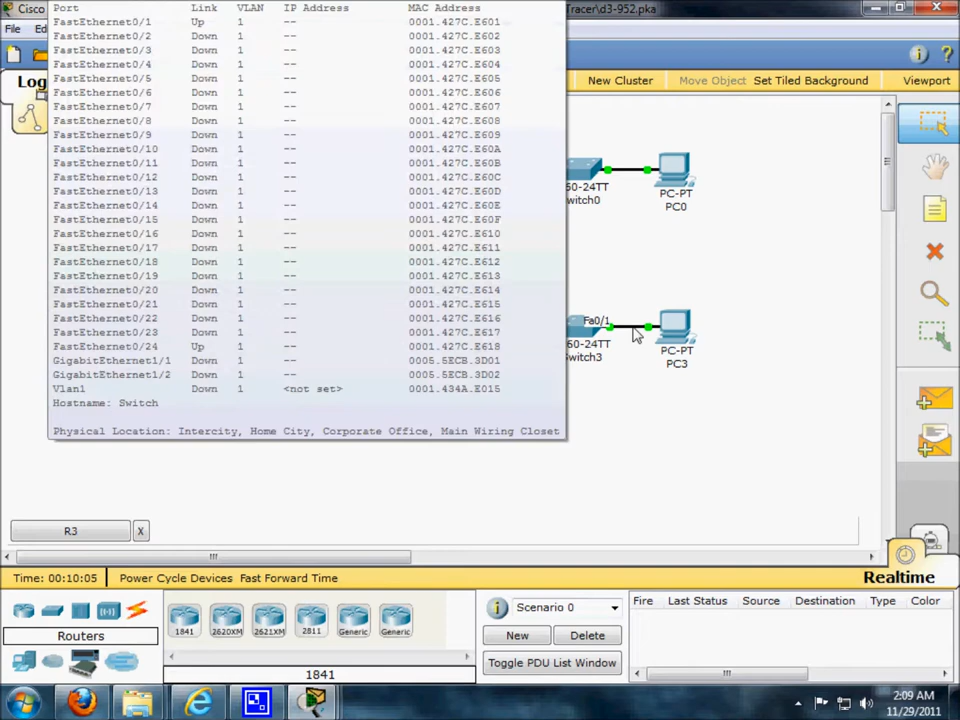 Cisco
Tracer/d3-952.pka
Port Link VLAN IP Address MAC Address
FastEthernet0/1 Up 1 -- 0001.427C.E601
FastEthernet0/2 Down 1 -- 0001.427C.E602
FastEthernet0/3 Down 1 -- 0001.427C.E603
FastEthernet0/4 Down 1 -- 0001.427C.E604
FastEthernet0/5 Down 1 -- 0001.427C.E605
FastEthernet0/6 Down 1 -- 0001.427C.E606
FastEthernet0/7 Down 1 -- 0001.427C.E607
FastEthernet0/8 Down 1 -- 0001.427C.E608
FastEthernet0/9 Down 1 -- 0001.427C.E609
FastEthernet0/10 Down 1 -- 0001.427C.E60A
FastEthernet0/11 Down 1 -- 0001.427C.E60B
FastEthernet0/12 Down 1 -- 0001.427C.E60C
FastEthernet0/13 Down 1 -- 0001.427C.E60D
FastEthernet0/14 Down 1 -- 0001.427C.E60E
FastEthernet0/15 Down 1 -- 0001.427C.E60F
FastEthernet0/16 Down 1 -- 0001.427C.E610
FastEthernet0/17 Down 1 -- 0001.427C.E611
FastEthernet0/18 Down 1 -- 0001.427C.E612
FastEthernet0/19 Down 1 -- 0001.427C.E613
FastEthernet0/20 Down 1 -- 0001.427C.E614
FastEthernet0/21 Down 1 -- 0001.427C.E615
FastEthernet0/22 Down 1 -- 0001.427C.E616
FastEthernet0/23 Down 1 -- 0001.427C.E617
FastEthernet0/24 Up 1 -- 0001.427C.E618
GigabitEthernet1/1 Down 1 -- 0005.5ECB.3D01
GigabitEthernet1/2 Down 1 -- 0005.5ECB.3D02
Vlan1 Down 1 <not set> 0001.434A.E015
Hostname: Switch
Physical Location: Intercity, Home City, Corporate Office, Main Wiring Closet
File Ed
Log
New Cluster Move Object Set Tiled Background Viewport
60-24TT
witch0
PC-PT
PC0
Fa0/1
60-24TT
Switch3
PC-PT
PC3
R3 X
Time: 00:10:05 Power Cycle Devices Fast Forward Time
Realtime
Routers
1841 2620XM 2621XM 2811 Generic Generic
1841
Scenario 0
New Delete
Toggle PDU List Window
Fire Last Status Source Destination Type Color
2:09 AM
11/29/2011